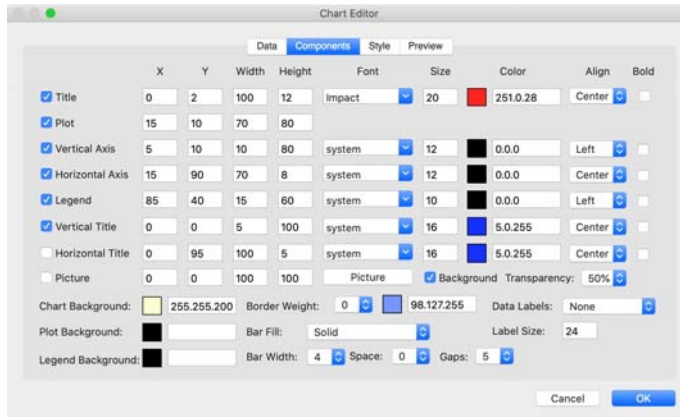 Chart Editor
Data Components Style Preview
X Y Width Height Font Size Color Align Bold
Title 0 2 100 12 Impact 20 251.0.28 Center
Plot 15 10 70 80
Vertical Axis 5 10 10 80 system 12 0.0.0 Left
Horizontal Axis 15 90 70 8 system 12 0.0.0 Center
Legend 85 40 15 60 system 10 0.0.0 Left
Vertical Title 0 0 5 100 system 16 5.0.255 Center
Horizontal Title 0 95 100 5 system 16 5.0.255 Center
Picture 0 0 100 100 Picture Background Transparency: 50%
Chart Background: 255.255.200 Border Weight: 0 98.127.255 Data Labels: None
Plot Background: Bar Fill: Solid Label Size: 24
Legend Background: Bar Width: 4 Space: 0 Gaps: 5
Cancel OK